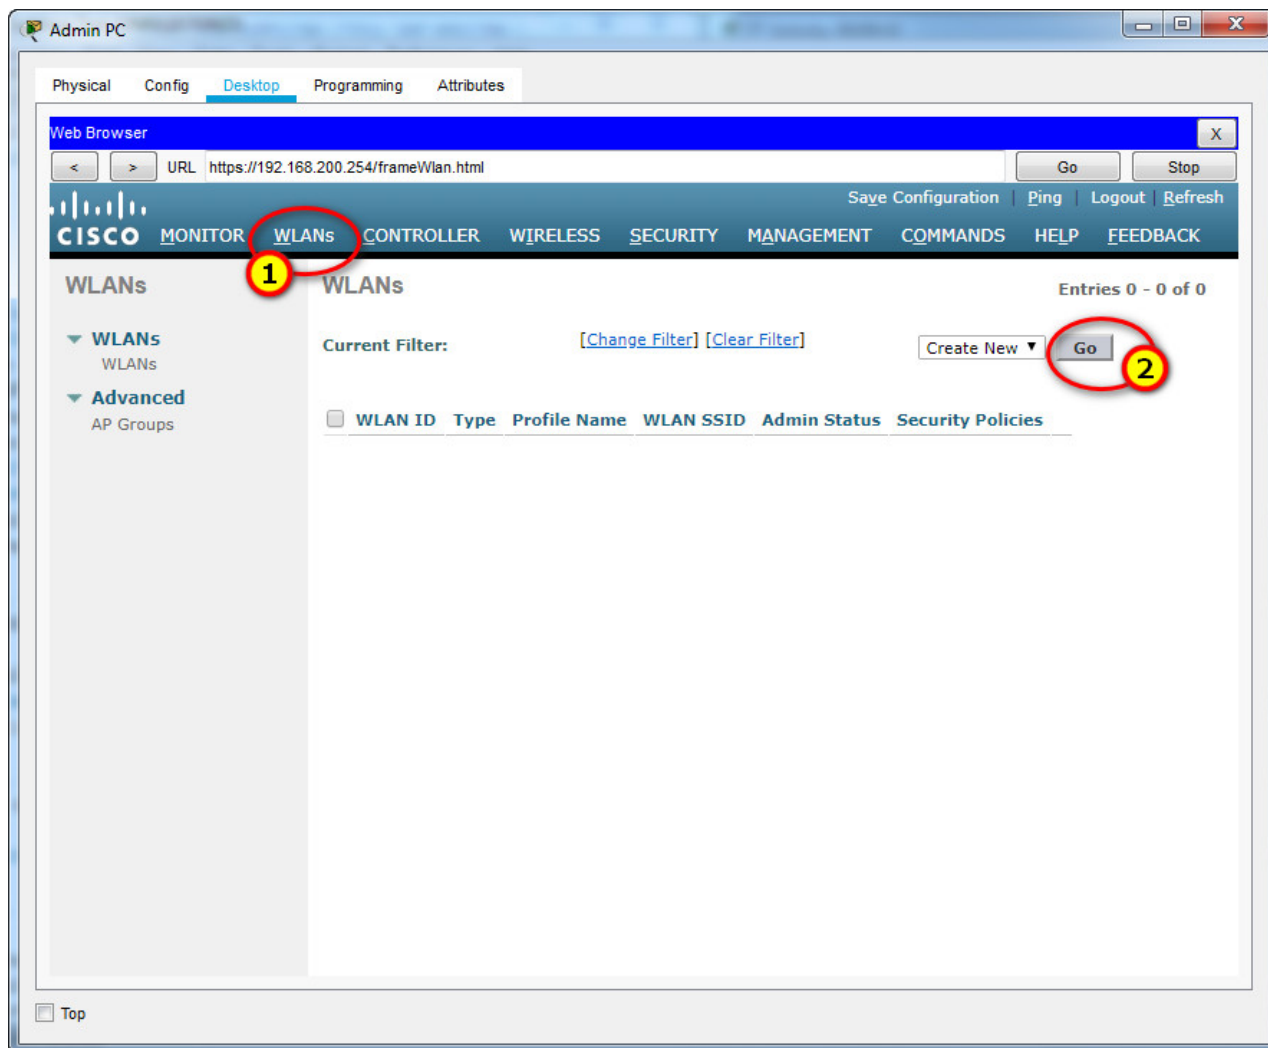 Admin PC
Physical Config Desktop Programming Attributes
Web Browser X
< > URL https://192.168.200.254/frameWlan.html Go Stop
Save Configuration | Ping | Logout | Refresh
CISCO MONITOR WLANs CONTROLLER WIRELESS SECURITY MANAGEMENT COMMANDS HELP FEEDBACK
1
WLANs
WLANs
WLANs
Advanced
AP Groups
WLANs Entries 0 - 0 of 0
Current Filter: [Change Filter] [Clear Filter] Create New Go
2
WLAN ID Type Profile Name WLAN SSID Admin Status Security Policies
Top